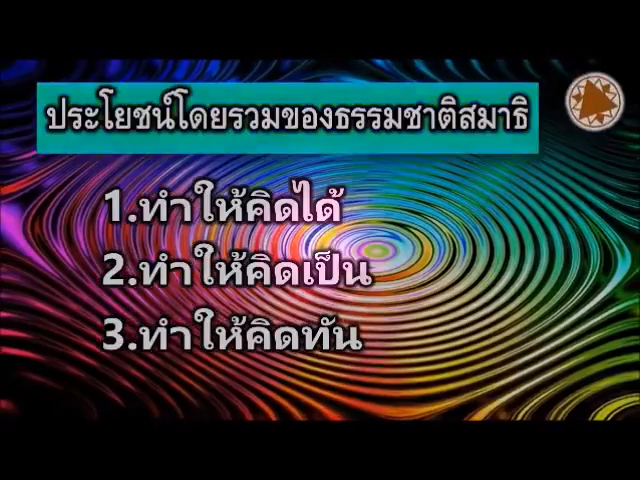 ประโยชน์โดยรวมของธรรมชาติสมาธิ
1.ทำให้คิดได้
2.ทำให้คิดเป็น
3.ทำให้คิดทัน